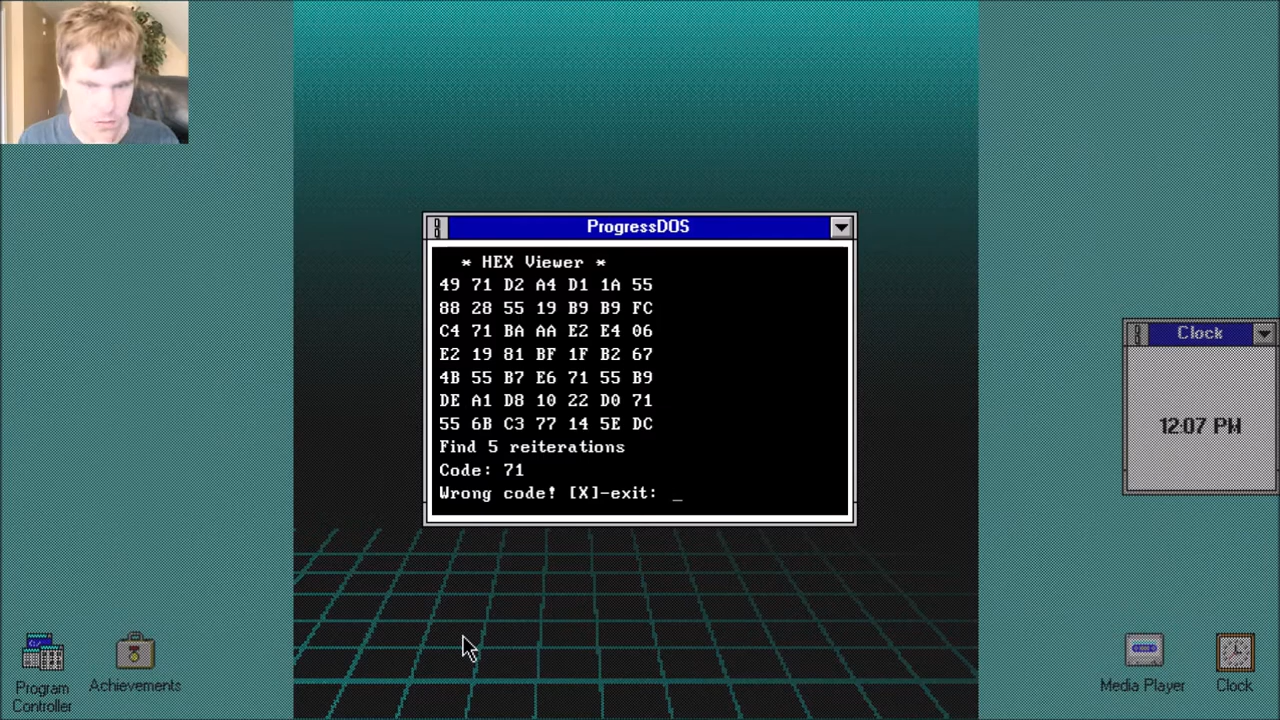 ProgressDOS
* HEX Viewer *
49 71 D2 A4 D1 1A 55
88 28 55 19 B9 B9 FC
C4 71 BA AA E2 E4 06
E2 19 81 BF 1F B2 67
4B 55 B7 E6 71 55 B9
DE A1 D8 10 22 D0 71
55 6B C3 77 14 5E DC
Find 5 reiterations
Code: 71
Wrong code! [X]-exit: _
Clock
12:07 PM
Program
Controller
Achievements
Media Player
Clock